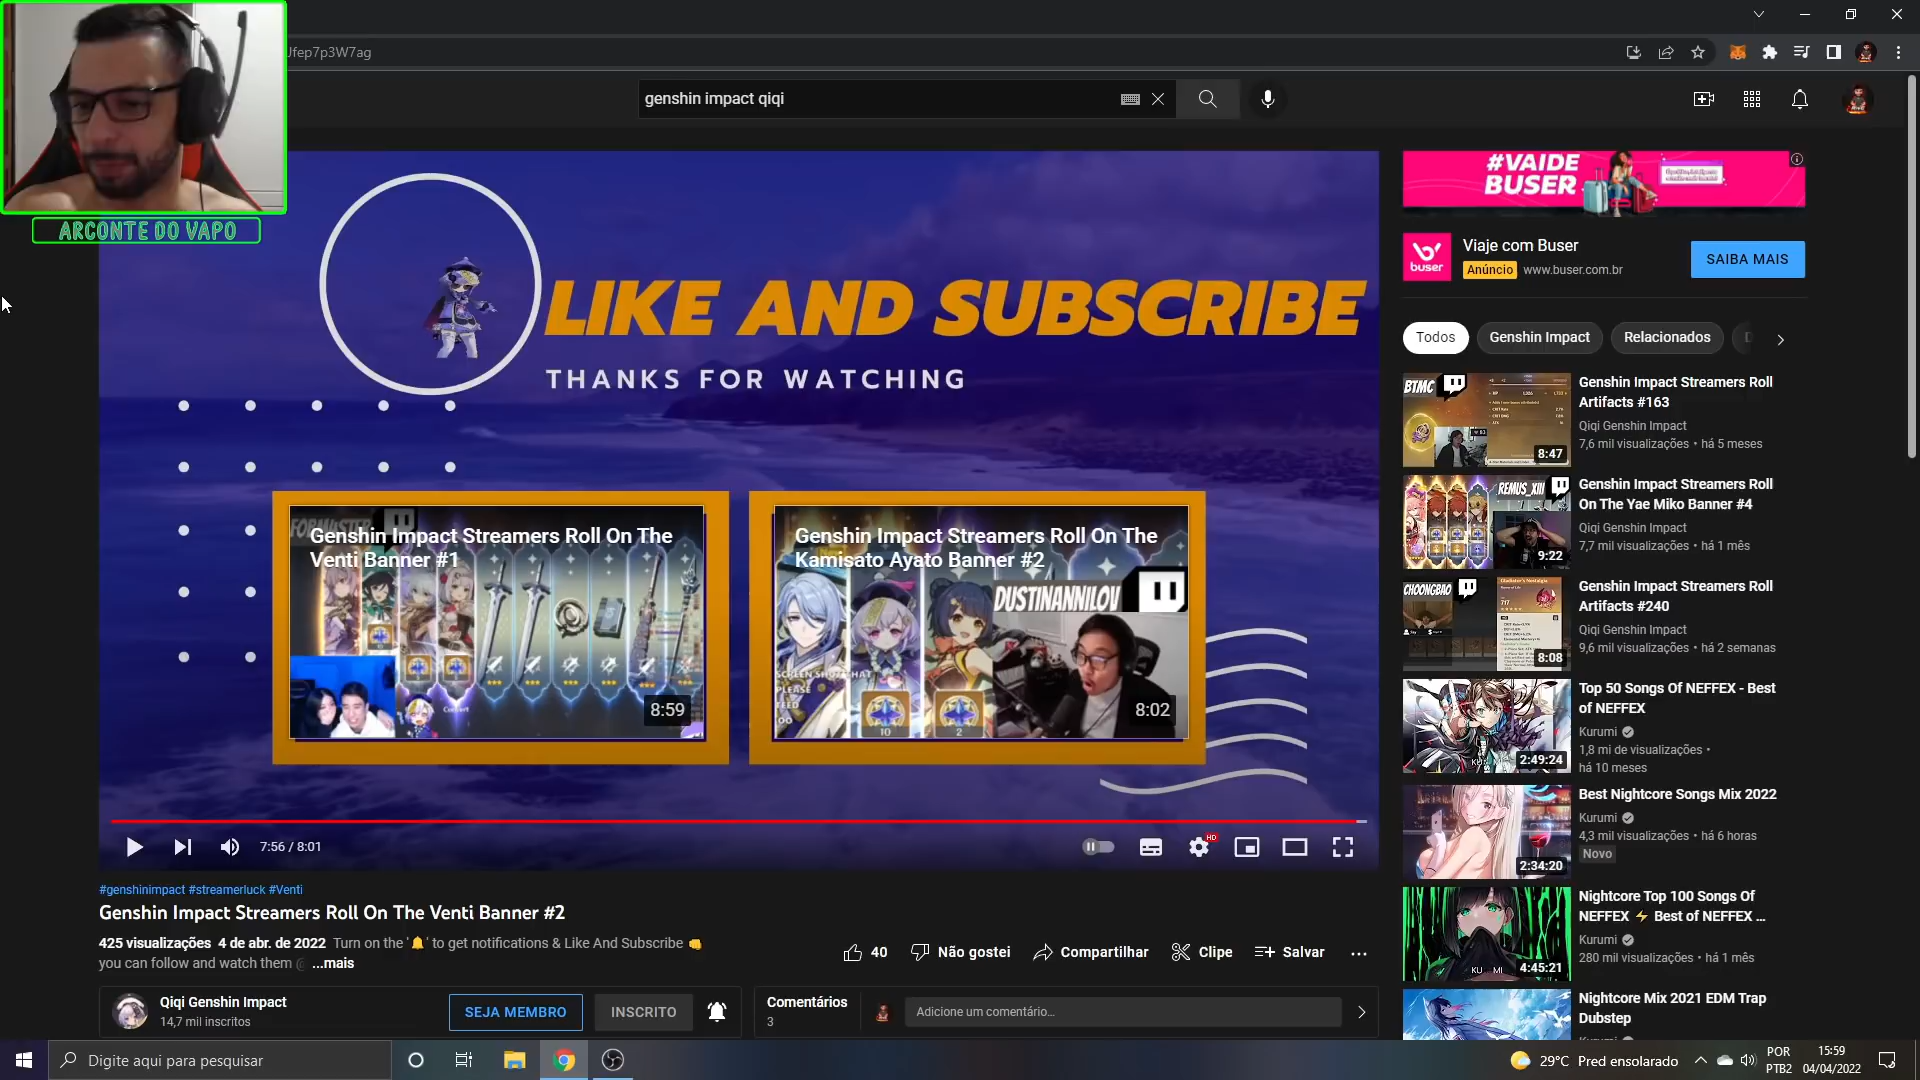 Jfep7p3W7ag
genshin impact qiqi
ARCONTE DO VAPO
LIKE AND SUBSCRIBE
THANKS FOR WATCHING
Genshin Impact Streamers Roll On The
Venti Banner #1
8:59
Genshin Impact Streamers Roll On The
Kamisato Ayato Banner #2
DUSTINANNILOV
10
2
8:02
7:56 / 8:01
HD
#genshinimpact #streamerluck #Venti
Genshin Impact Streamers Roll On The Venti Banner #2
425 visualizações 4 de abr. de 2022 Turn on the '🔔' to get notifications & Like And Subscribe 👊
you can follow and watch them @ ...mais
40 Não gostei Compartilhar Clipe Salvar
Qiqi Genshin Impact
14,7 mil inscritos
SEJA MEMBRO
INSCRITO
Comentários
3
Adicione um comentário...
#VAIDE
BUSER
buser
Viaje com Buser
Anúncio www.buser.com.br
SAIBA MAIS
Todos Genshin Impact Relacionados
BTMC
8:47
Genshin Impact Streamers Roll
Artifacts #163
Qiqi Genshin Impact
7,6 mil visualizações • há 5 meses
REMUS_XIII
9:22
Genshin Impact Streamers Roll
On The Yae Miko Banner #4
Qiqi Genshin Impact
7,7 mil visualizações • há 1 mês
CHOONGBAO
717
8:08
Genshin Impact Streamers Roll
Artifacts #240
Qiqi Genshin Impact
9,6 mil visualizações • há 2 semanas
2:49:24
Top 50 Songs Of NEFFEX - Best
of NEFFEX
Kurumi
1,8 mi de visualizações •
há 10 meses
2:34:20
Best Nightcore Songs Mix 2022
Kurumi
4,3 mil visualizações • há 6 horas
Novo
4:45:21
Nightcore Top 100 Songs Of
NEFFEX ⚡ Best of NEFFEX ...
Kurumi
280 mil visualizações • há 1 mês
Nightcore Mix 2021 EDM Trap
Dubstep
Digite aqui para pesquisar
29°C Pred ensolarado
POR
PTB2
15:59
04/04/2022